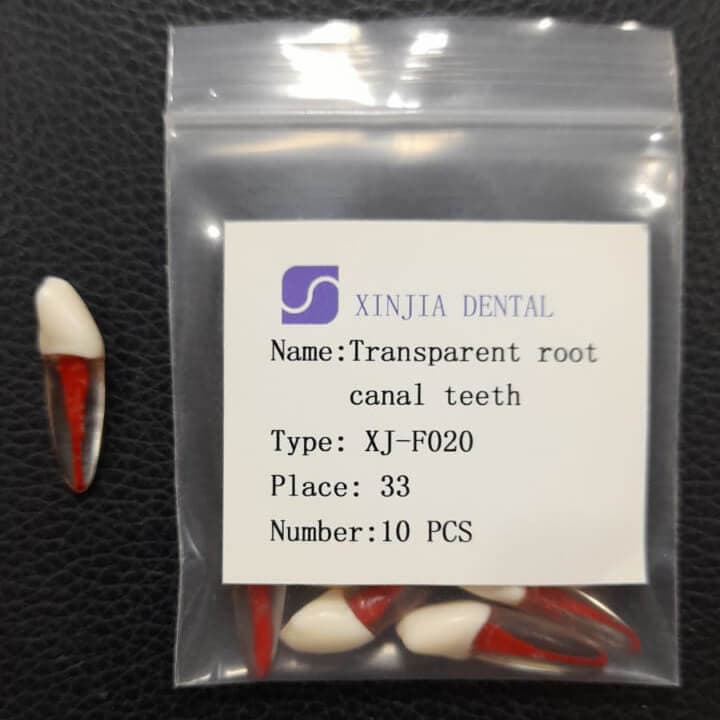 XINJIA DENTAL
Name:Transparent root
canal teeth
Type: XJ-F020
Place: 33
Number:10 PCS